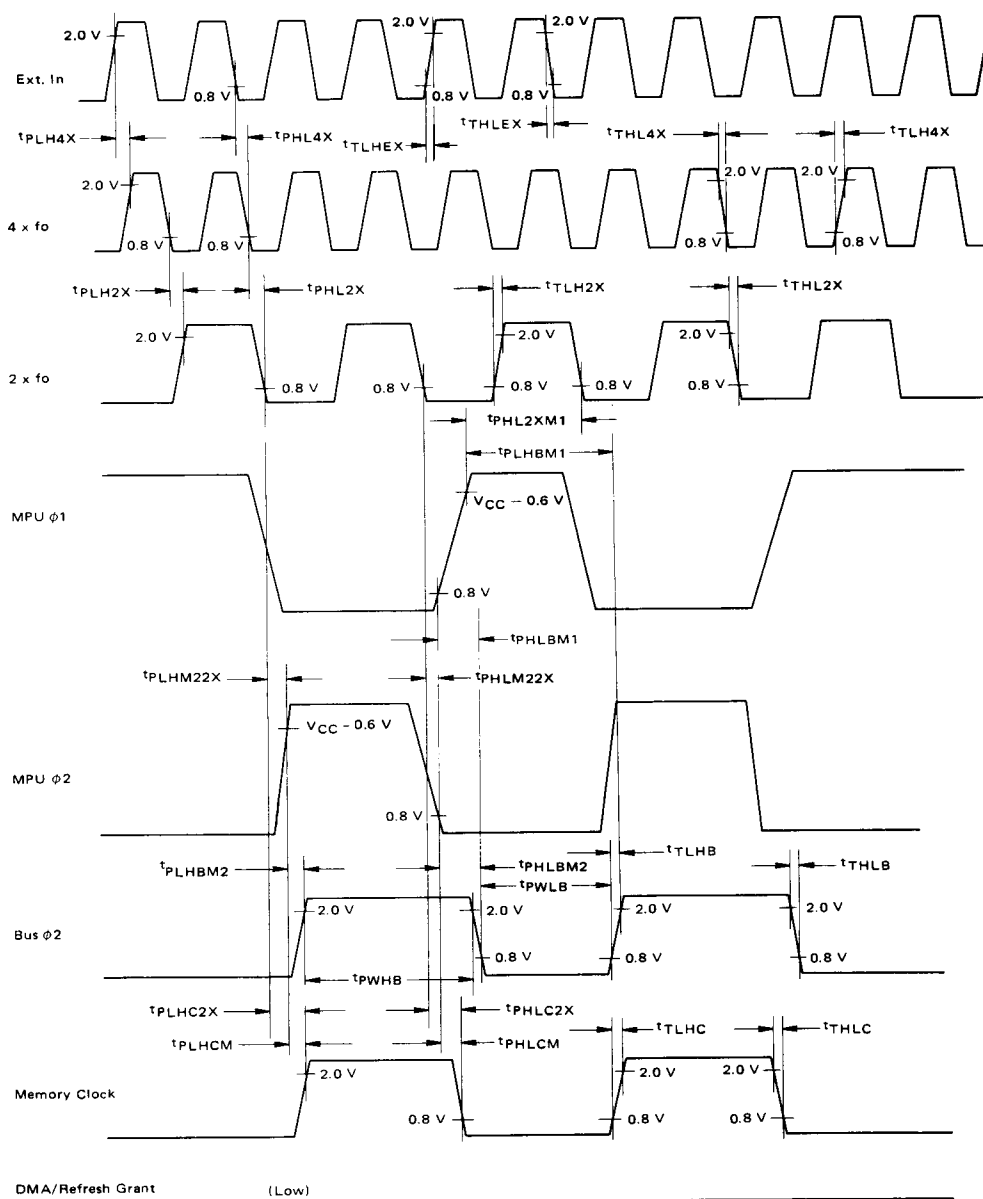 2.0 V
2.0 V
2.0 V
Ext. In
0.8 V
0.8 V
0.8 V
tPLH4X
tPHL4X
tTLHEX
tTHLEX
tTHL4X
tTLH4X
2.0 V
2.0 V
2.0 V
4 x fo
0.8 V
0.8 V
0.8 V
0.8 V
tPLH2X
tPHL2X
tTLH2X
tTHL2X
2.0 V
2.0 V
2.0 V
2 x fo
0.8 V
0.8 V
0.8 V
0.8 V
0.8 V
tPHL2XM1
tPLHBM1
VCC – 0.6 V
MPU φ1
0.8 V
tPHLBM1
tPLHM22X
tPHLM22X
VCC – 0.6 V
MPU φ2
0.8 V
tPLHBM2
tPHLBM2
tTLHB
tTHLB
tPWLB
2.0 V
2.0 V
2.0 V
2.0 V
Bus φ2
0.8 V
0.8 V
0.8 V
tPWHB
tPLHC2X
tPHLC2X
tPLHCM
tPHLCM
tTLHC
tTHLC
2.0 V
2.0 V
2.0 V
Memory Clock
0.8 V
0.8 V
0.8 V
DMA/Refresh Grant (Low)